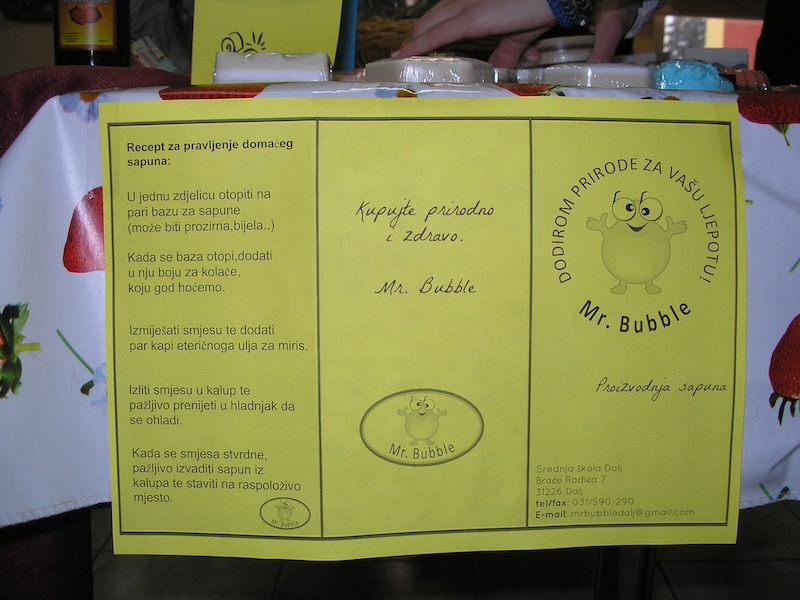 Recept za pravljenje domaćeg
sapuna:
U jednu zdjelicu otopiti na
pari bazu za sapune
(može biti prozirna,bijela..)
Kada se baza otopi,dodati
u nju boju za kolače,
koju god hoćemo.
Izmiješati smjesu te dodati
par kapi eteričnoga ulja za miris.
Izliti smjesu u kalup te
pažljivo prenijeti u hladnjak da
se ohladi.
Kada se smjesa stvrdne,
pažljivo izvaditi sapun iz
kalupa te staviti na raspoloživo
mjesto.
Mr. Bubble
Kupujte prirodno
i zdravo.
Mr. Bubble
Mr. Bubble
DODIROM PRIRODE ZA VAŠU LJEPOTU!
Mr. Bubble
Proizvodnja sapuna
Srednja škola Dalj
Braće Radića 7
31226 Dalj
tel/fax: 031/590-290
E-mail: mrbubbledalj@gmail.com